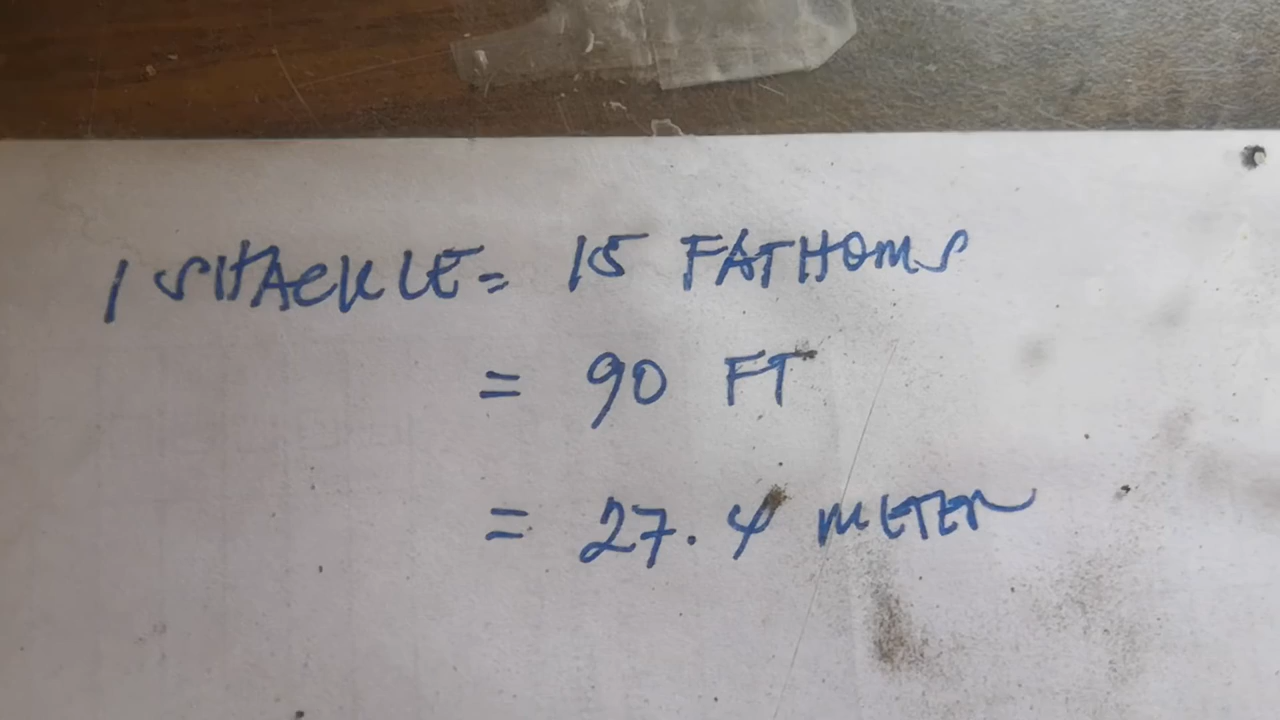 1 SHACKLE = 15 FATHOMS
= 90 FT
= 27.4 METER